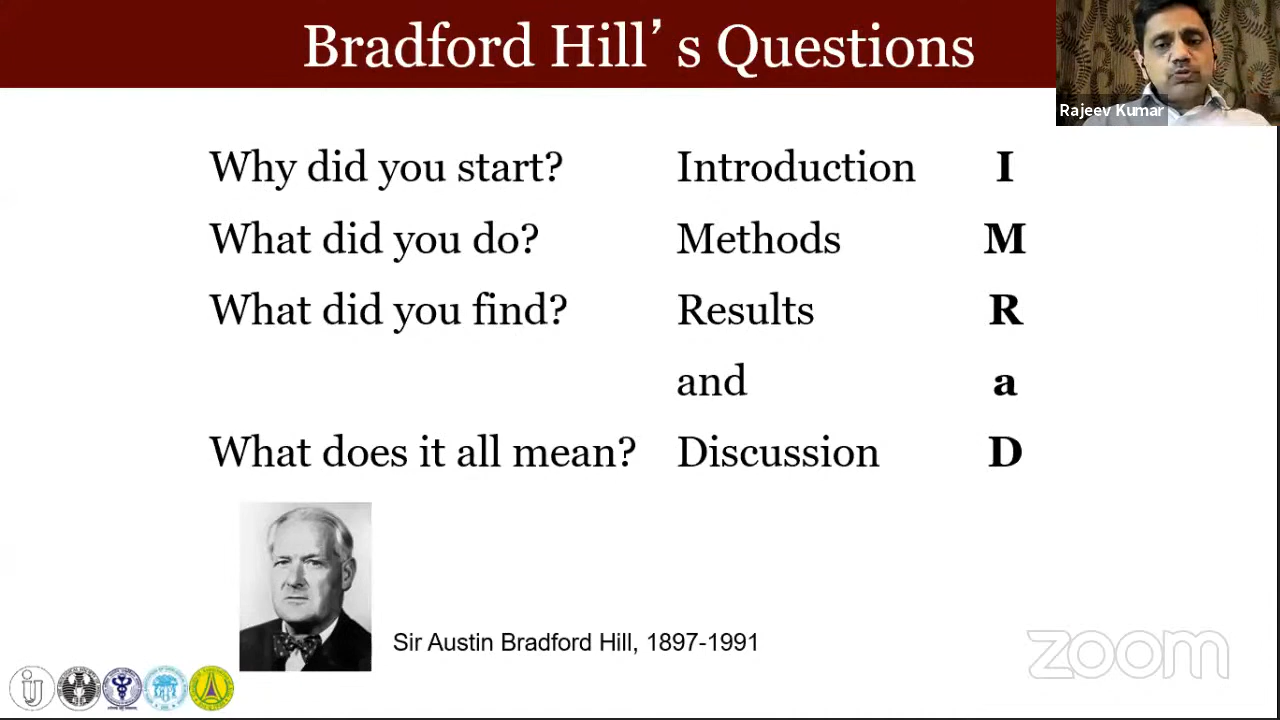 Bradford Hill’s Questions
Rajeev Kumar
Why did you start? Introduction I
What did you do? Methods M
What did you find? Results R
and a
What does it all mean? Discussion D
Sir Austin Bradford Hill, 1897-1991
zoom